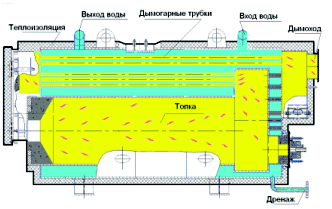 Теплоизоляция
Выход воды
Дымогарные трубки
Вход воды
Дымоход
Топка
Дренаж